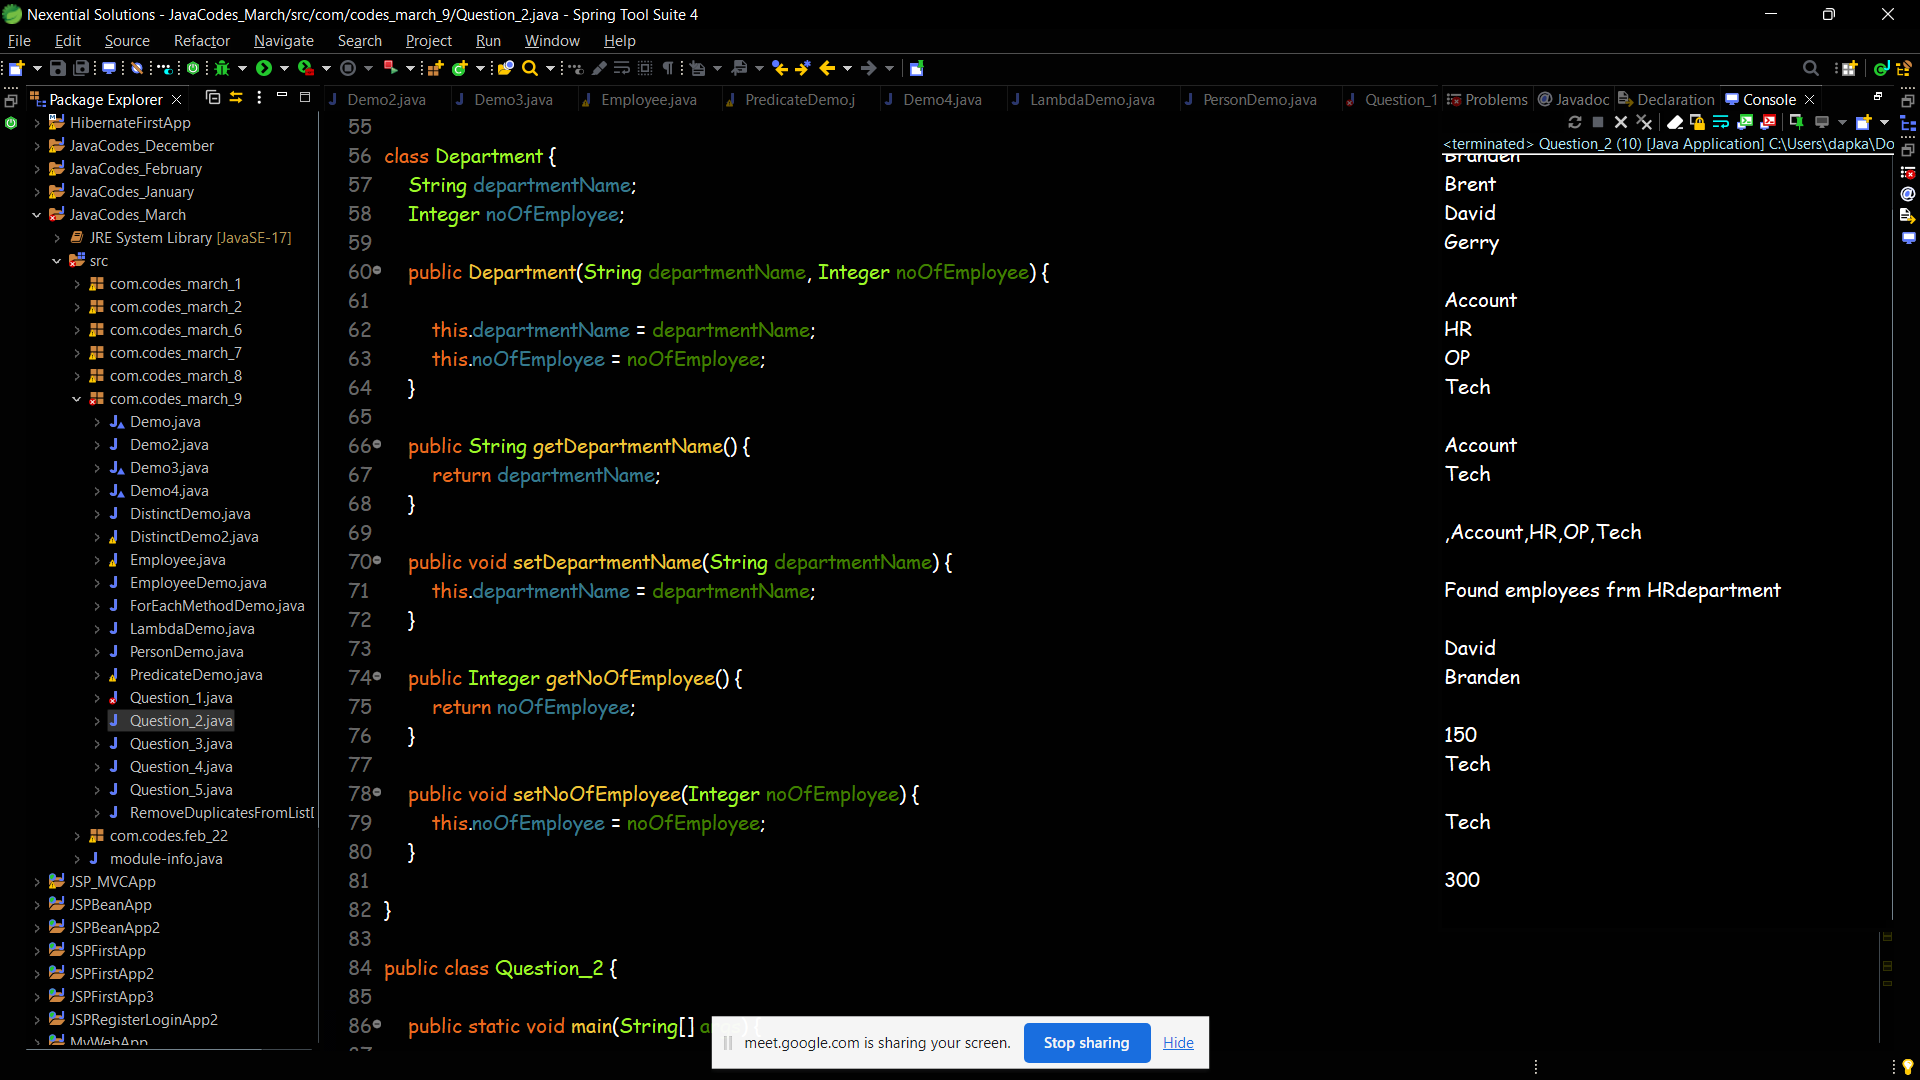 Nexential Solutions - JavaCodes_March/src/com/codes_march_9/Question_2.java - Spring Tool Suite 4
File Edit Source Refactor Navigate Search Project Run Window Help
Package Explorer
HibernateFirstApp
JavaCodes_December
JavaCodes_February
JavaCodes_January
JavaCodes_March
JRE System Library [JavaSE-17]
src
com.codes_march_1
com.codes_march_2
com.codes_march_6
com.codes_march_7
com.codes_march_8
com.codes_march_9
Demo.java
Demo2.java
Demo3.java
Demo4.java
DistinctDemo.java
DistinctDemo2.java
Employee.java
EmployeeDemo.java
ForEachMethodDemo.java
LambdaDemo.java
PersonDemo.java
PredicateDemo.java
Question_1.java
Question_2.java
Question_3.java
Question_4.java
Question_5.java
RemoveDuplicatesFromList
com.codes.feb_22
module-info.java
JSP_MVCApp
JSPBeanApp
JSPBeanApp2
JSPFirstApp
JSPFirstApp2
JSPFirstApp3
JSPRegisterLoginApp2
MyWebApp
Demo2.java Demo3.java Employee.java PredicateDemo.j Demo4.java LambdaDemo.java PersonDemo.java Question_1
55
56 class Department {
57 String departmentName;
58 Integer noOfEmployee;
59
60 public Department(String departmentName, Integer noOfEmployee) {
61
62 this.departmentName = departmentName;
63 this.noOfEmployee = noOfEmployee;
64 }
65
66 public String getDepartmentName() {
67 return departmentName;
68 }
69
70 public void setDepartmentName(String departmentName) {
71 this.departmentName = departmentName;
72 }
73
74 public Integer getNoOfEmployee() {
75 return noOfEmployee;
76 }
77
78 public void setNoOfEmployee(Integer noOfEmployee) {
79 this.noOfEmployee = noOfEmployee;
80 }
81
82 }
83
84 public class Question_2 {
85
86 public static void main(String[]
Problems Javadoc Declaration Console
<terminated> Question_2 (10) [Java Application] C:\Users\dapka\Do
Branden
Brent
David
Gerry
Account
HR
OP
Tech
Account
Tech
,Account,HR,OP,Tech
Found employees frm HRdepartment
David
Branden
150
Tech
Tech
300
meet.google.com is sharing your screen. Stop sharing Hide